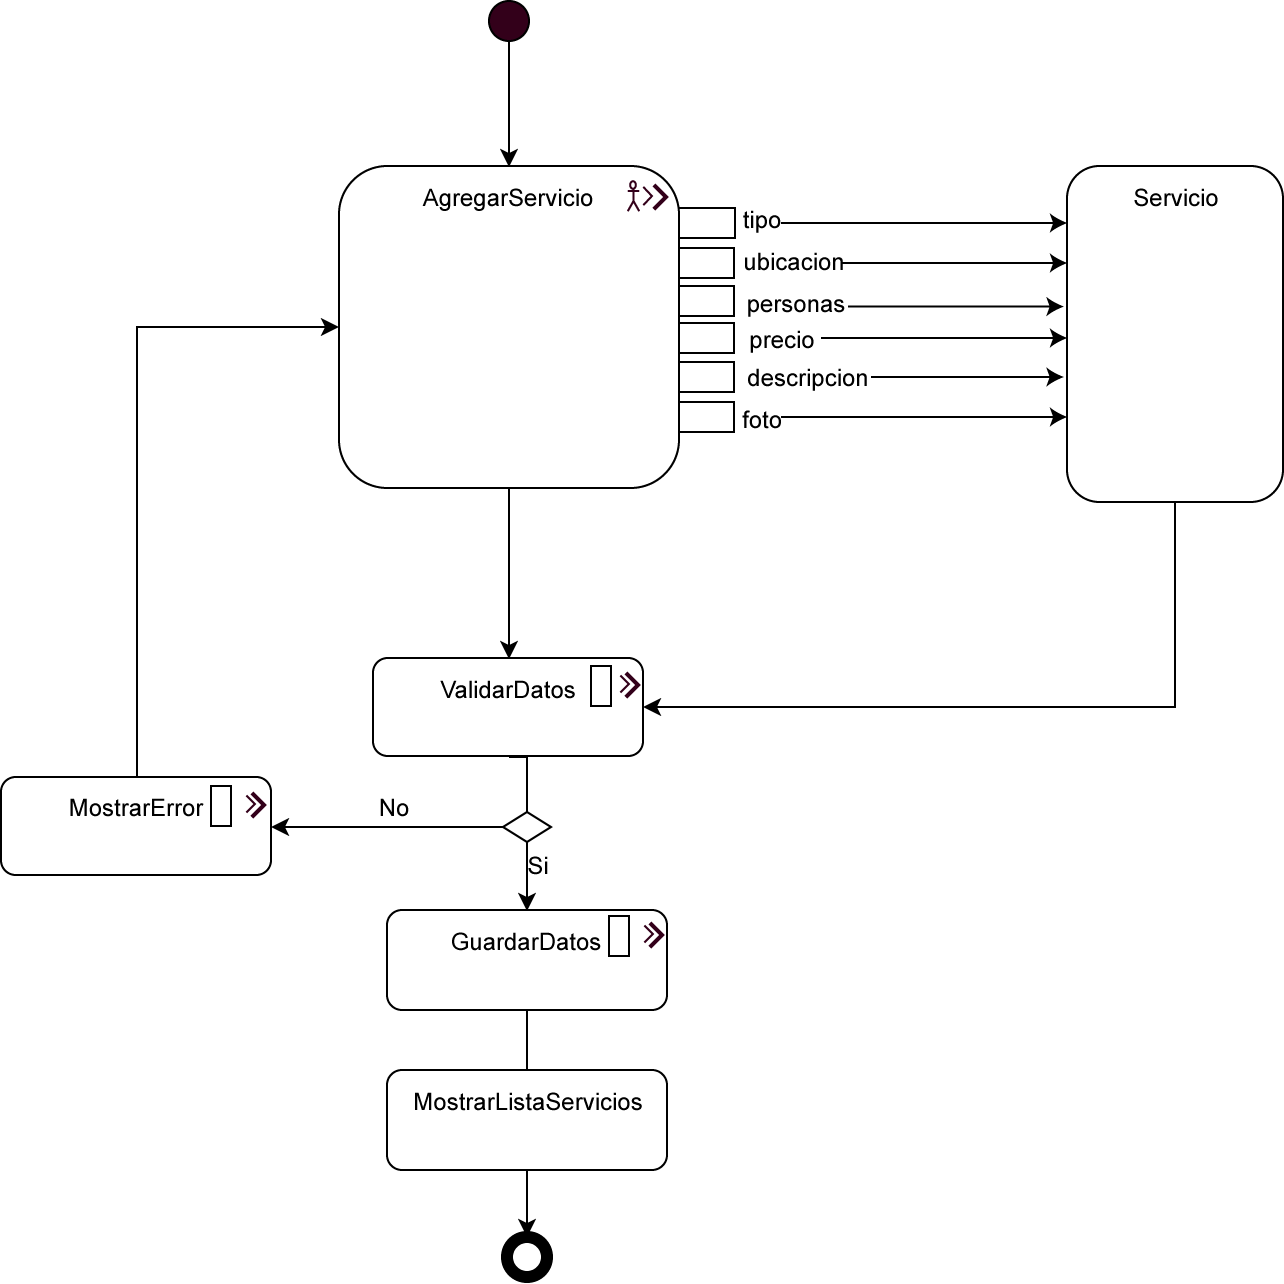 AgregarServicio
Servicio
tipo
ubicacion
personas
precio
descripcion
foto
ValidarDatos
MostrarError
No
Si
GuardarDatos
MostrarListaServicios